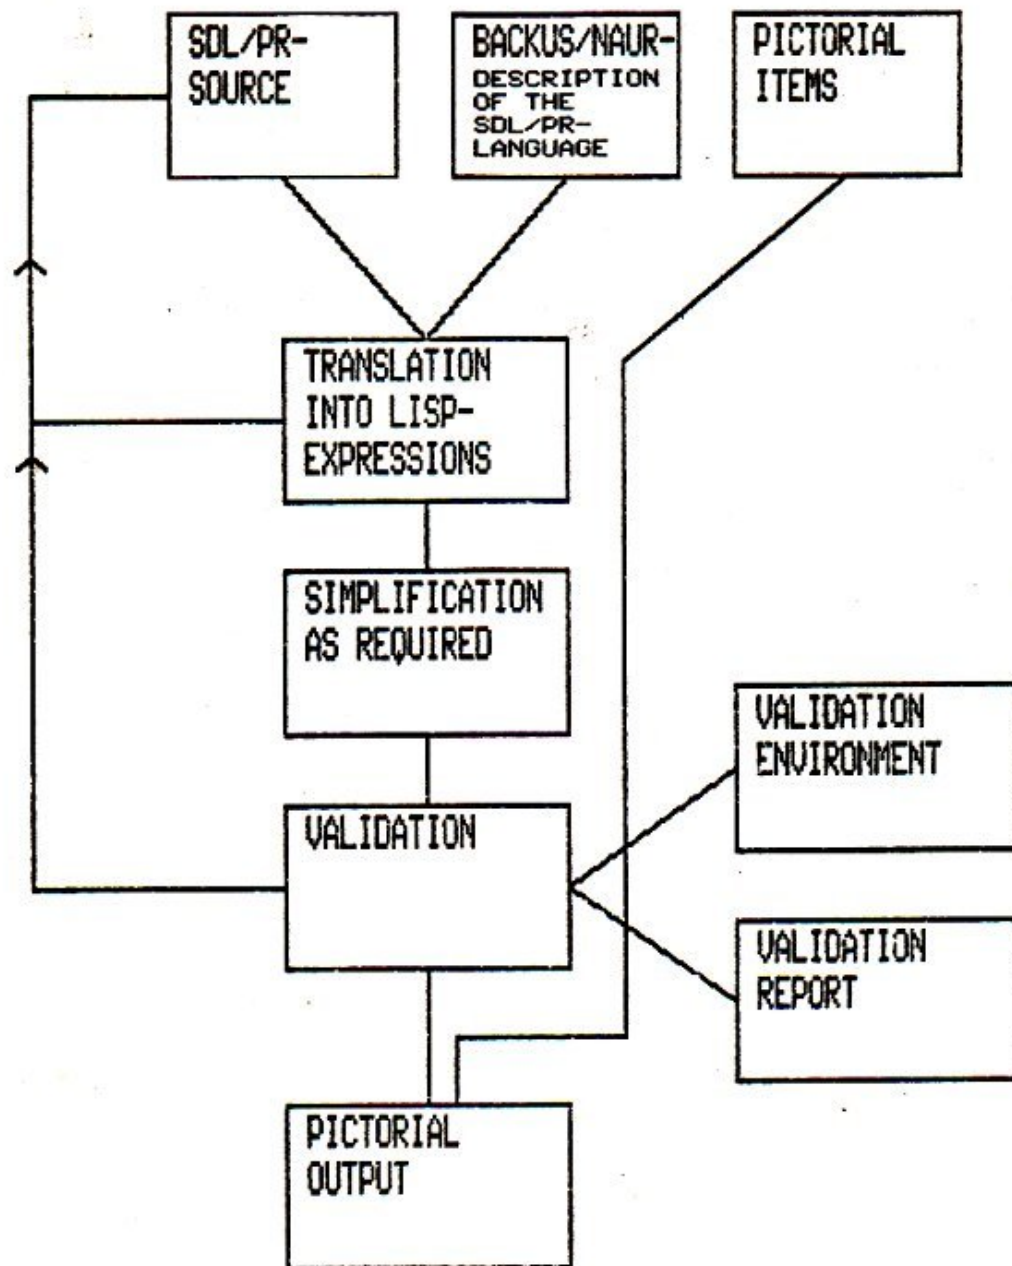 SDL/PR-
SOURCE
BACKUS/NAUR-
DESCRIPTION
OF THE
SDL/PR-
LANGUAGE
PICTORIAL
ITEMS
TRANSLATION
INTO LISP-
EXPRESSIONS
SIMPLIFICATION
AS REQUIRED
VALIDATION
ENVIRONMENT
VALIDATION
VALIDATION
REPORT
PICTORIAL
OUTPUT